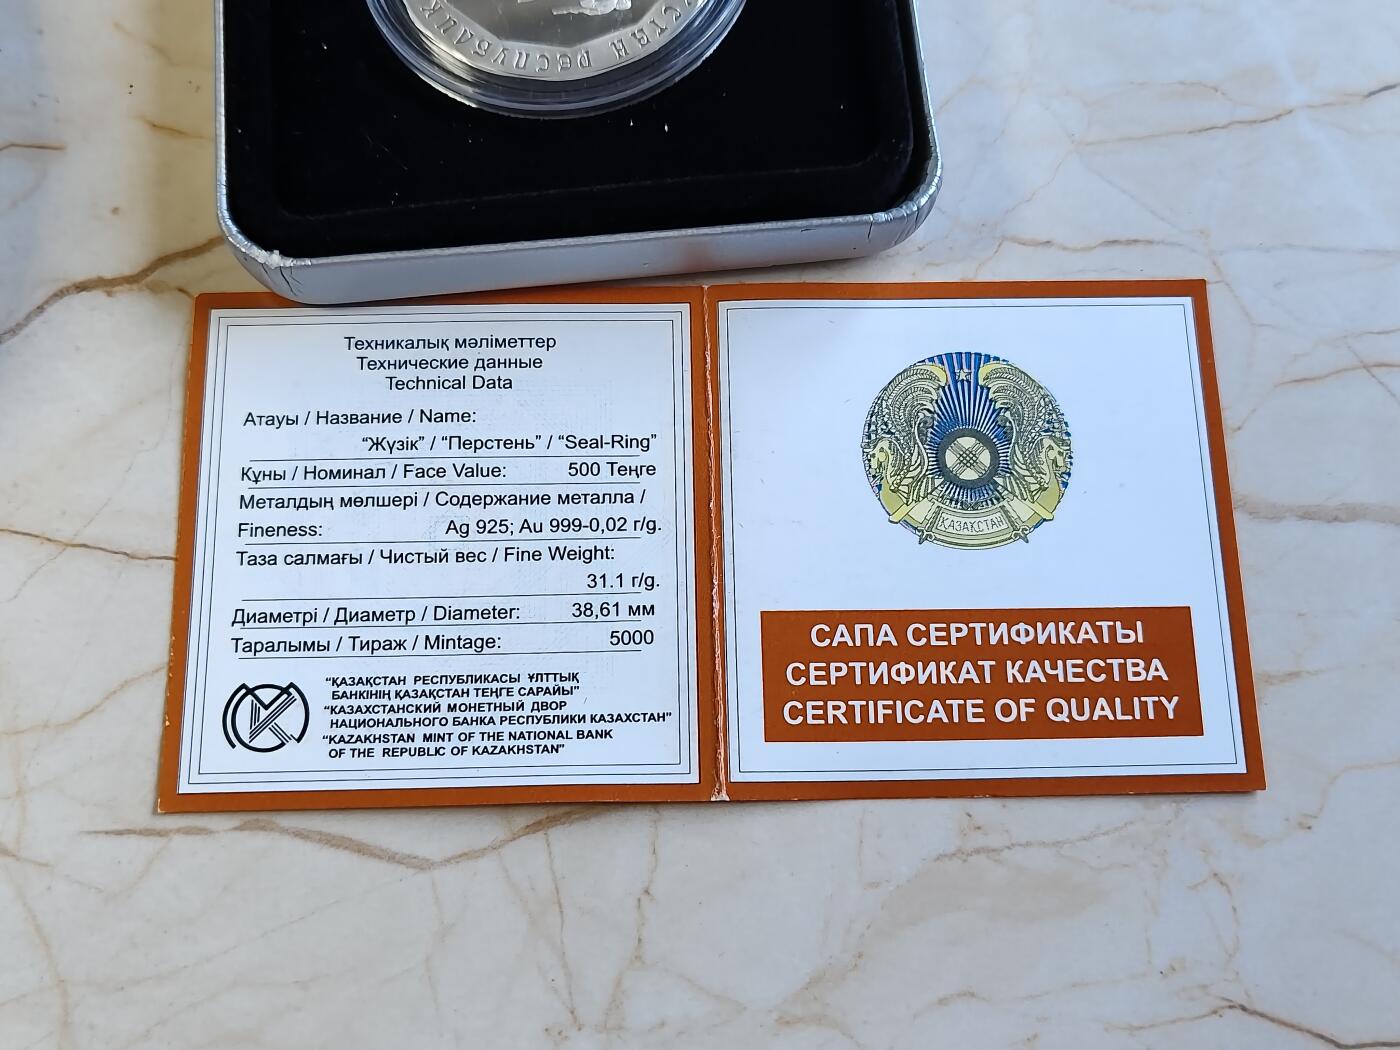 СТАН РЕСПУБЛИК
Техникалық мәліметтер
Технические данные
Technical Data
Атауы / Название / Name:
“Жүзік” / “Перстень” / “Seal-Ring”
Құны / Номинал / Face Value: 500 Теңге
Металдың мөлшері / Содержание металла /
Fineness: Ag 925; Au 999-0,02 г/g.
Таза салмағы / Чистый вес / Fine Weight:
31.1 г/g.
Диаметрі / Диаметр / Diameter: 38,61 мм
Таралымы / Тираж / Mintage: 5000
“ҚАЗАҚСТАН РЕСПУБЛИКАСЫ ҰЛТТЫҚ
БАНКІНІҢ ҚАЗАҚСТАН ТЕҢГЕ САРАЙЫ”
“КАЗАХСТАНСКИЙ МОНЕТНЫЙ ДВОР
НАЦИОНАЛЬНОГО БАНКА РЕСПУБЛИКИ КАЗАХСТАН”
“KAZAKHSTAN MINT OF THE NATIONAL BANK
OF THE REPUBLIC OF KAZAKHSTAN”
ҚАЗАҚСТАН
САПА СЕРТИФИКАТЫ
СЕРТИФИКАТ КАЧЕСТВА
CERTIFICATE OF QUALITY